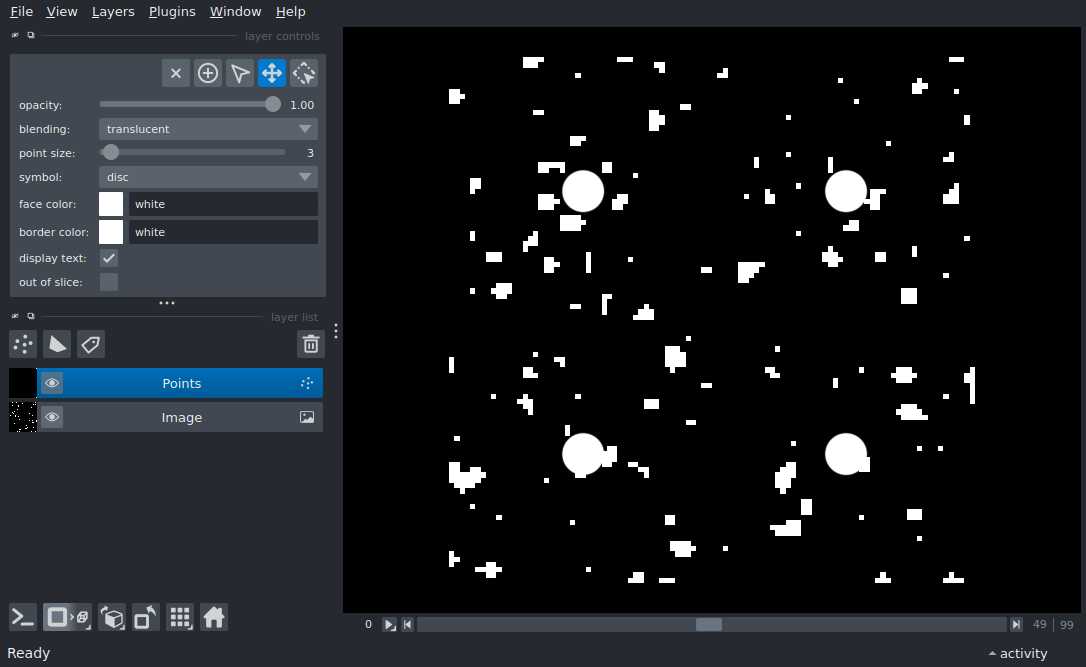 File View Layers Plugins Window Help
layer controls
opacity: 1.00
blending: translucent
point size: 3
symbol: disc
face color: white
border color: white
display text:
out of slice:
layer list
Points
Image
0 49 99
Ready activity